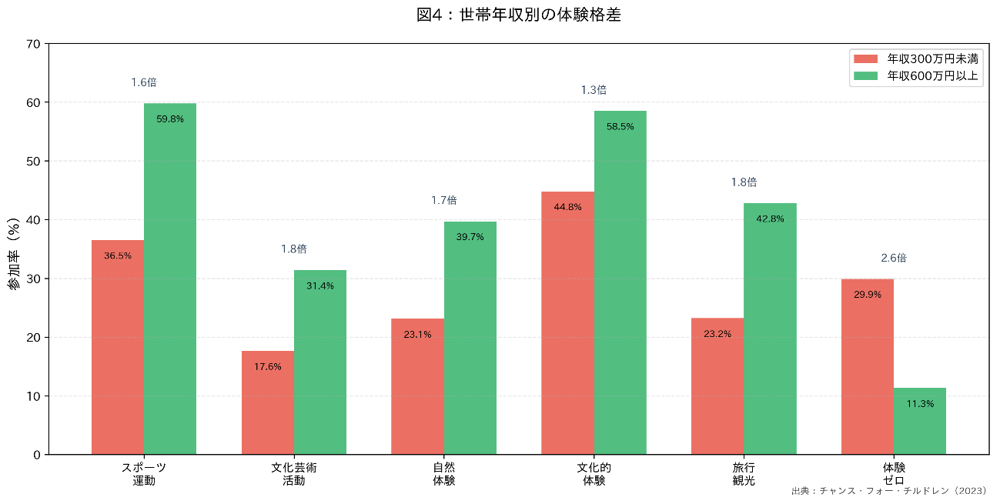 図4：世帯年収別の体験格差
年収300万円未満
年収600万円以上
参加率（%）
70
60
50
40
30
20
10
0
1.6倍
36.5%
59.8%
1.8倍
17.6%
31.4%
1.7倍
23.1%
39.7%
1.3倍
44.8%
58.5%
1.8倍
23.2%
42.8%
2.6倍
29.9%
11.3%
スポーツ
運動
文化芸術
活動
自然
体験
文化的
体験
旅行
観光
体験
ゼロ
出典：チャンス・フォー・チルドレン（2023）